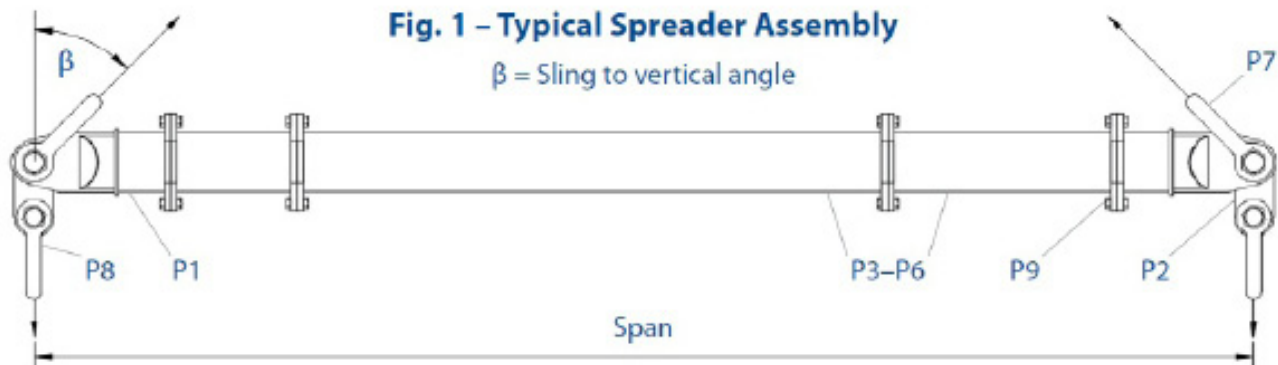 Fig. 1 – Typical Spreader Assembly
β = Sling to vertical angle
β
P7
P8
P1
P3–P6
P9
P2
Span